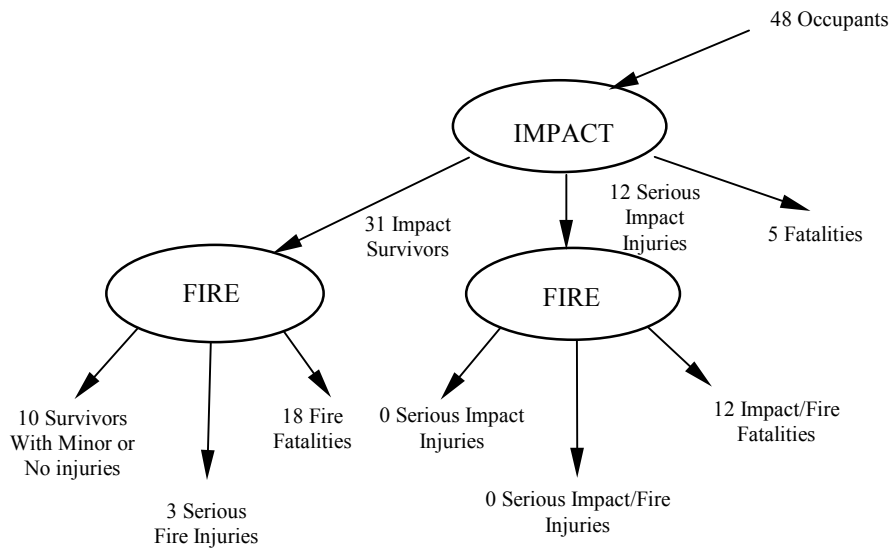 48 Occupants
IMPACT
31 Impact
Survivors
12 Serious
Impact
Injuries
5 Fatalities
FIRE
FIRE
10 Survivors
With Minor or
No injuries
3 Serious
Fire Injuries
18 Fire
Fatalities
0 Serious Impact
Injuries
0 Serious Impact/Fire
Injuries
12 Impact/Fire
Fatalities